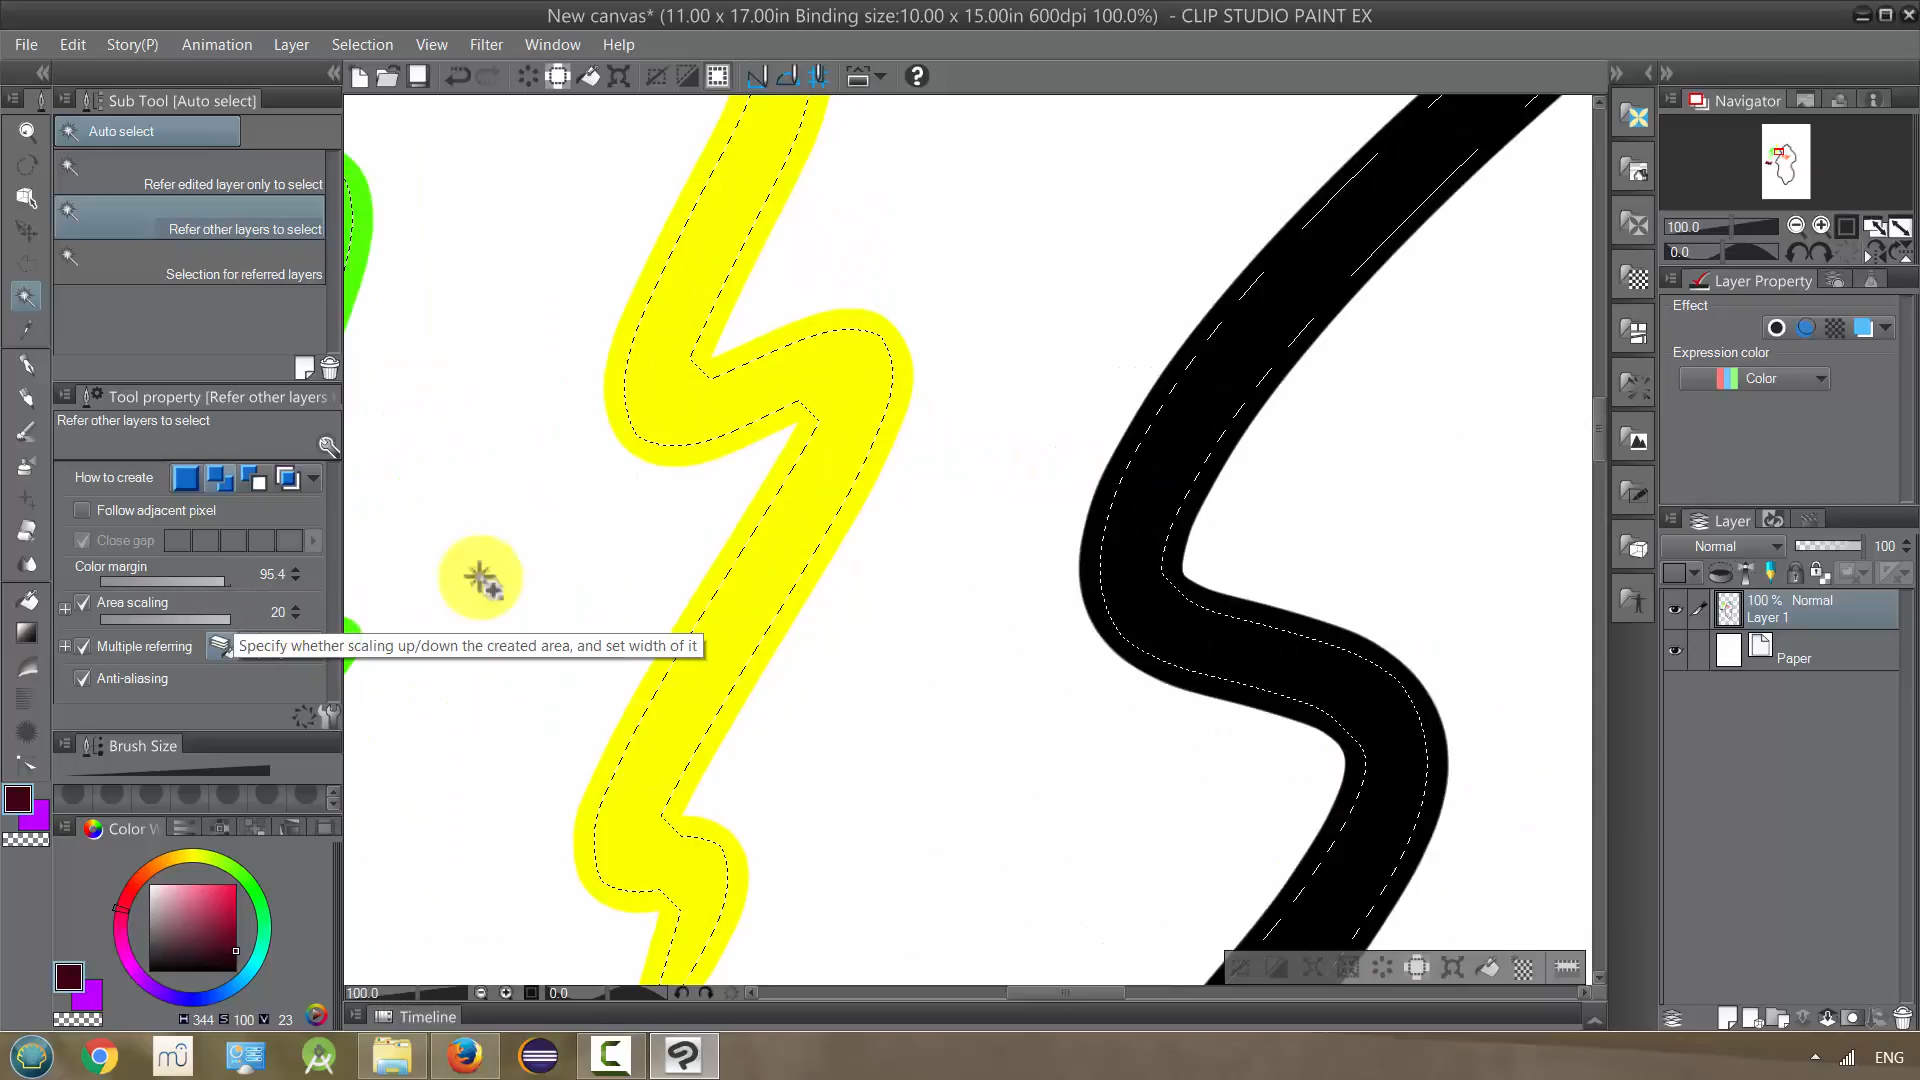 New canvas* (11.00 x 17.00in Binding size:10.00 x 15.00in 600dpi 100.0%) - CLIP STUDIO PAINT EX
File Edit Story(P) Animation Layer Selection View Filter Window Help
Sub Tool [Auto select]
Auto select
Refer edited layer only to select
Refer other layers to select
Selection for referred layers
Tool property [Refer other layers
Refer other layers to select
How to create
Follow adjacent pixel
Close gap
Color margin
95.4
Area scaling
20
Multiple referring
Specify whether scaling up/down the created area, and set width of it
Anti-aliasing
Brush Size
Color W
H 344 S 100 V 23
100.0
0.0
Timeline
Navigator
100.0
0.0
Layer Property
Effect
Expression color
Color
Layer
Normal
100
100 % Normal
Layer 1
Paper
ENG